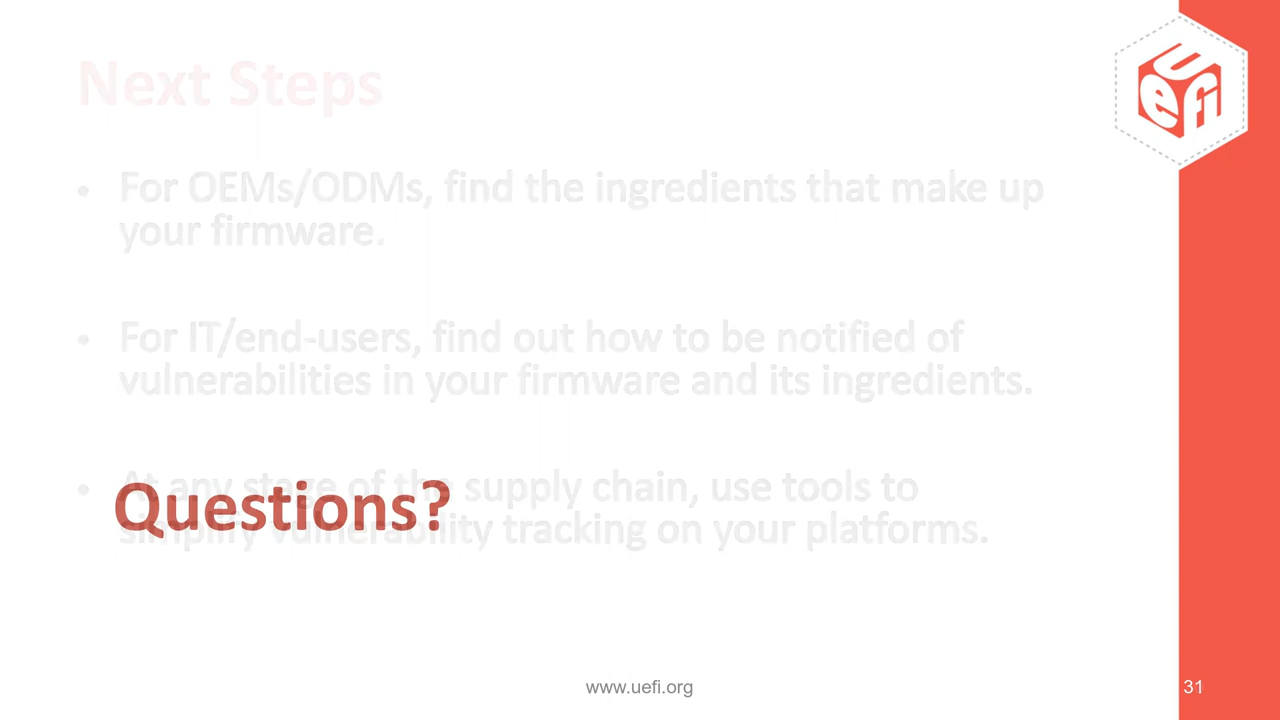 Next Steps
• For OEMs/ODMs, find the ingredients that make up
your firmware.
• For IT/end-users, find out how to be notified of
vulnerabilities in your firmware and its ingredients.
• At any stage of the supply chain, use tools to
simplify vulnerability tracking on your platforms.
Questions?
www.uefi.org
31
uefi